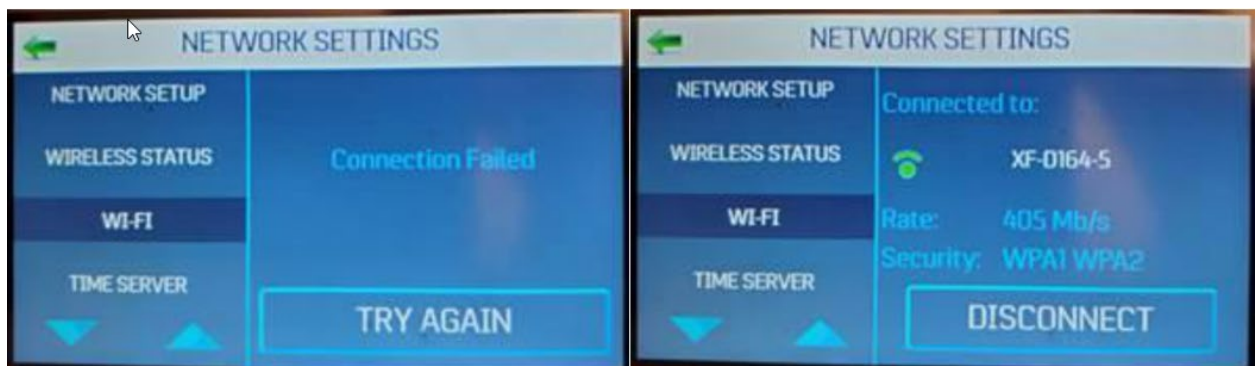 NETWORK SETTINGS
NETWORK SETUP
WIRELESS STATUS
Connection Failed
WI-FI
TIME SERVER
TRY AGAIN
NETWORK SETTINGS
NETWORK SETUP
Connected to:
WIRELESS STATUS
XF-D164-5
WI-FI
Rate: 405 Mb/s
Security: WPA1 WPA2
TIME SERVER
DISCONNECT